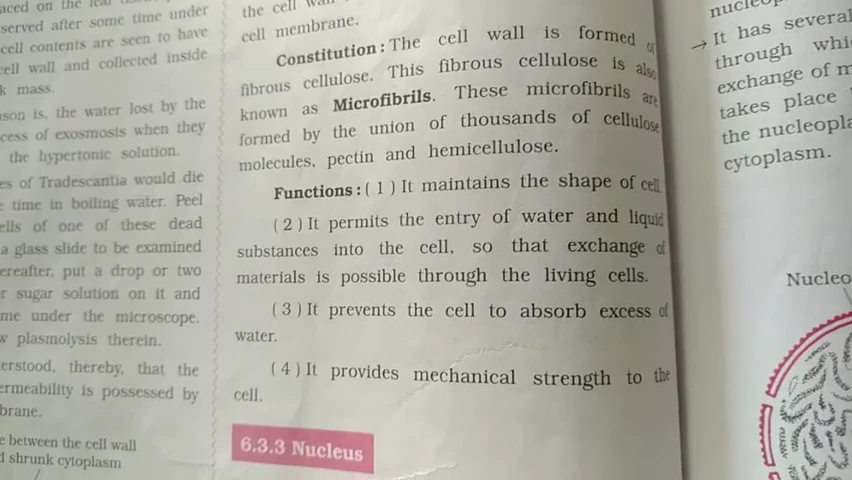 aced on the
served after some time under
cell contents are seen to have
cell wall and collected inside
mass.
son is, the water lost by the
cess of exosmosis when they
the hypertonic solution.
es of Tradescantia would die
time in boiling water. Peel
ells of one of these dead
a glass slide to be examined
ereafter, put a drop or two
r sugar solution on it and
me under the microscope.
w plasmolysis therein.
erstood, thereby, that the
ermeability is possessed by
brane.
e between the cell wall
d shrunk cytoplasm
the cell wall
cell membrane.
Constitution : The cell wall is formed of
fibrous cellulose. This fibrous cellulose is also
known as Microfibrils. These microfibrils are
formed by the union of thousands of cellulose
molecules, pectin and hemicellulose.
Functions : ( 1 ) It maintains the shape of cell.
( 2 ) It permits the entry of water and liquid
substances into the cell, so that exchange of
materials is possible through the living cells.
( 3 ) It prevents the cell to absorb excess of
water.
( 4 ) It provides mechanical strength to the
cell.
6.3.3 Nucleus
→ It has several
through whi
exchange of m
takes place
the nucleopla
cytoplasm.
Nucleo